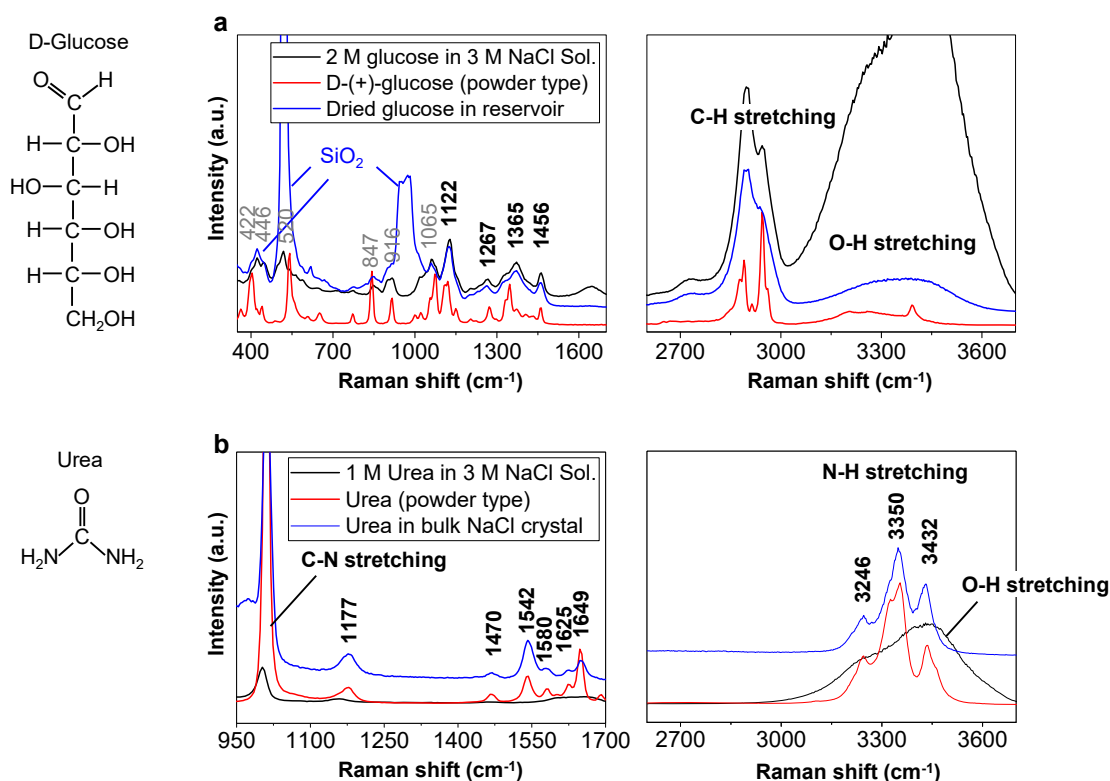 a
D-Glucose
O
H
H
OH
HO
H
H
OH
H
OH
CH2OH
Intensity (a.u.)
2 M glucose in 3 M NaCl Sol.
D-(+)-glucose (powder type)
Dried glucose in reservoir
SiO2
422
446
520
847
916
1065
1122
1267
1365
1456
400 700 1000 1300 1600
Raman shift (cm-1)
C-H stretching
O-H stretching
2700 3000 3300 3600
Raman shift (cm-1)
b
Urea
O
H2N NH2
Intensity (a.u.)
1 M Urea in 3 M NaCl Sol.
Urea (powder type)
Urea in bulk NaCl crystal
C-N stretching
1177
1470
1542
1580
1625
1649
950 1100 1250 1400 1550 1700
Raman shift (cm-1)
N-H stretching
3246
3350
3432
O-H stretching
2700 3000 3300 3600
Raman shift (cm-1)